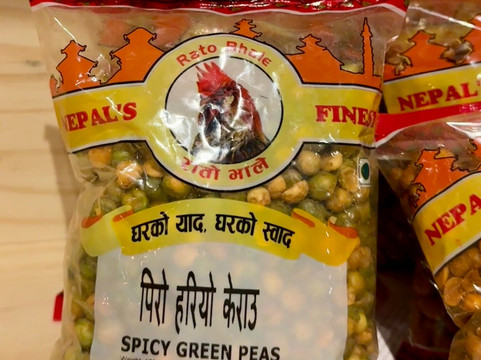 Rato Bhale
NEPAL'S
FINEST
रातो भाले
घरको याद, घरको स्वाद
पिरो हरियो केराउ
SPICY GREEN PEAS
NEPAL'
NEPAL